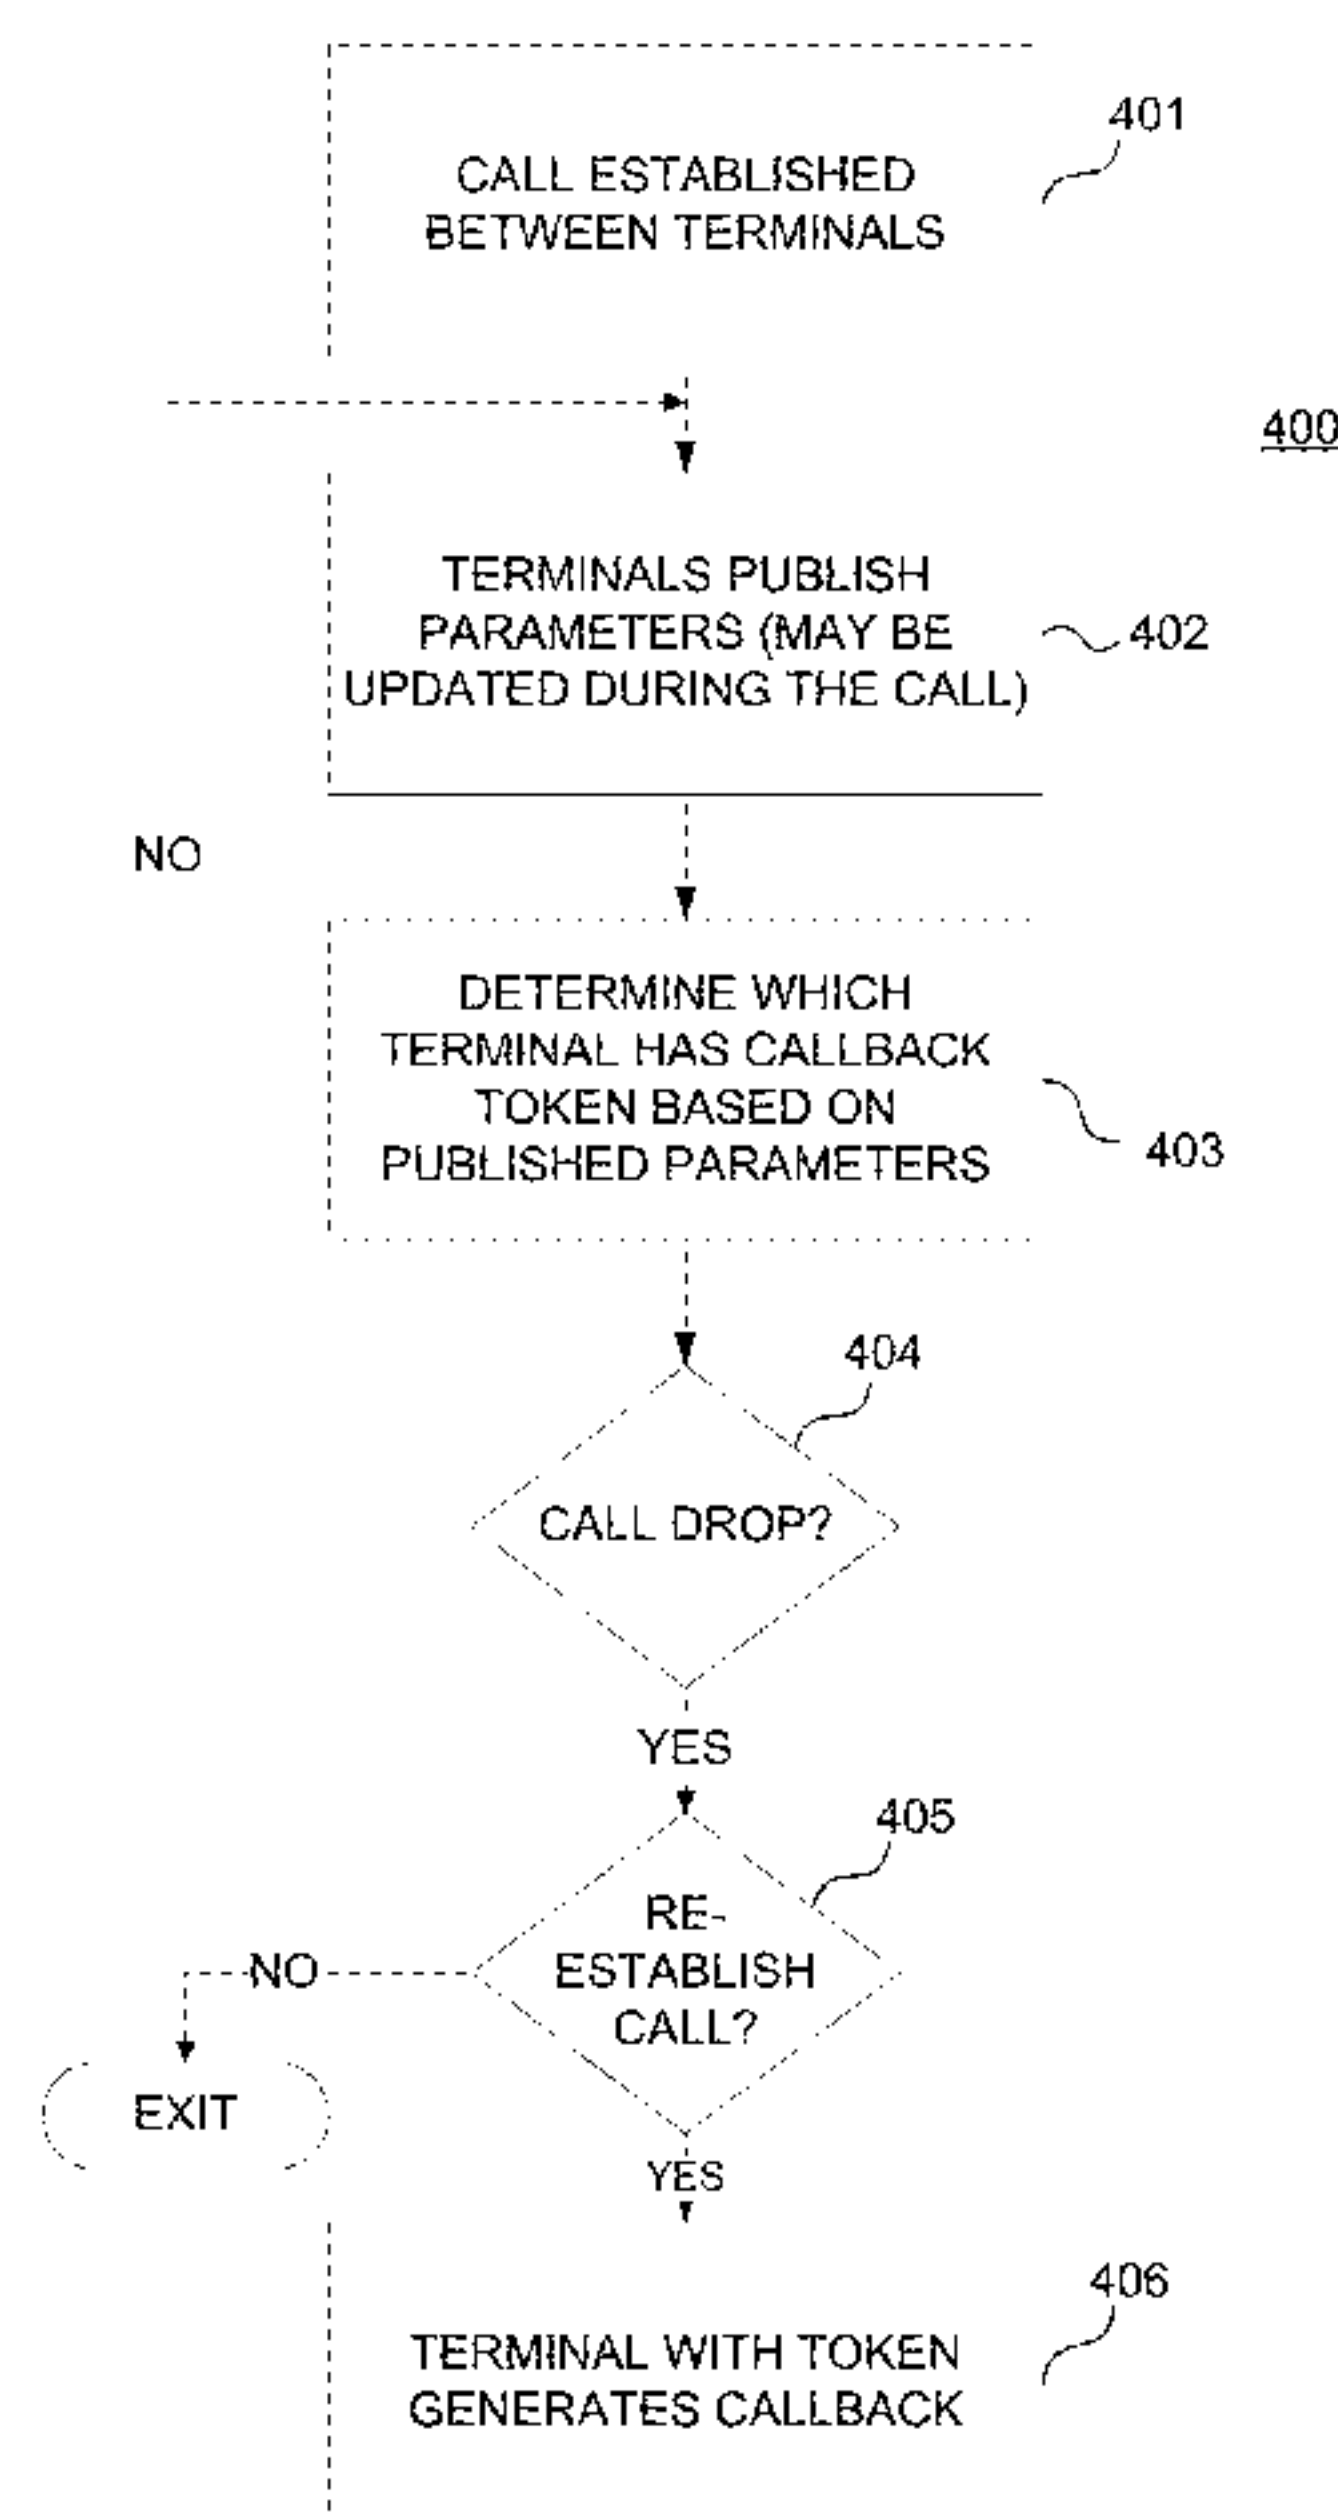 401
CALL ESTABLISHED
BETWEEN TERMINALS
400
TERMINALS PUBLISH
PARAMETERS (MAY BE
UPDATED DURING THE CALL)
402
NO
DETERMINE WHICH
TERMINAL HAS CALLBACK
TOKEN BASED ON
PUBLISHED PARAMETERS
403
404
CALL DROP?
YES
405
RE-
ESTABLISH
CALL?
NO
EXIT
YES
406
TERMINAL WITH TOKEN
GENERATES CALLBACK